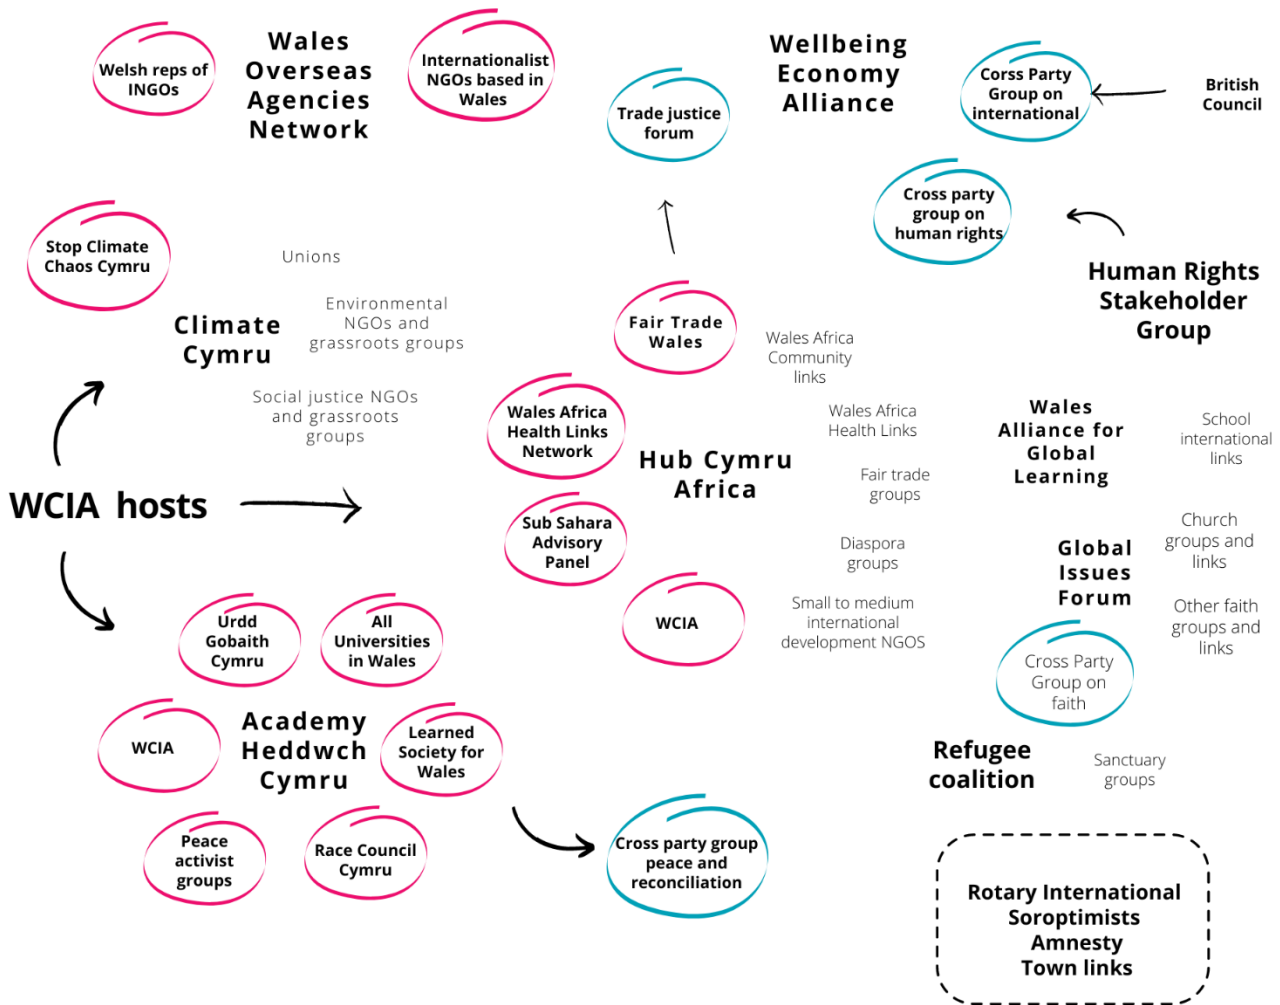 Wales
Overseas
Agencies
Network
Welsh reps of
INGOs
Internationalist
NGOs based in
Wales
Wellbeing
Economy
Alliance
Trade justice
forum
Corss Party
Group on
international
British
Council
Cross party
group on
human rights
Human Rights
Stakeholder
Group
Stop Climate
Chaos Cymru
Unions
Environmental
NGOs and
grassroots groups
Climate
Cymru
Social justice NGOs
and grassroots
groups
Fair Trade
Wales
Wales Africa
Community
links
Wales Africa
Health Links
Network
Wales Africa
Health Links
Hub Cymru
Africa
Fair trade
groups
Wales
Alliance for
Global
Learning
School
international
links
WCIA hosts
Sub Sahara
Advisory
Panel
Diaspora
groups
Global
Issues
Forum
Church
groups and
links
WCIA
Small to medium
international
development NGOS
Other faith
groups and
links
Cross Party
Group on
faith
Urdd
Gobaith
Cymru
All
Universities
in Wales
WCIA
Academy
Heddwch
Cymru
Learned
Society for
Wales
Refugee
coalition
Sanctuary
groups
Peace
activist
groups
Race Council
Cymru
Cross party group
peace and
reconciliation
Rotary International
Soroptimists
Amnesty
Town links